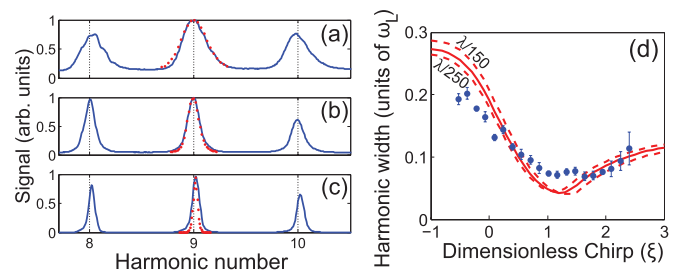 1
0.5
0
(a)
1
0.5
0
(b)
1
0.5
0
(c)
8
9
10
Signal (arb. units)
Harmonic number
0.3
0.2
0.1
0
(d)
λ/150
λ/250
-1
0
1
2
3
Harmonic width (units of ω_L)
Dimensionless Chirp (ξ)